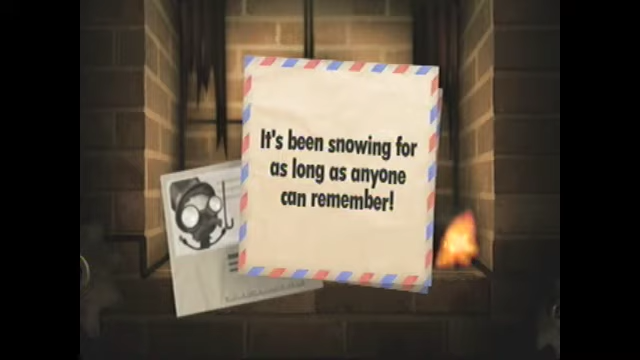 It's been snowing for
as long as anyone
can remember!